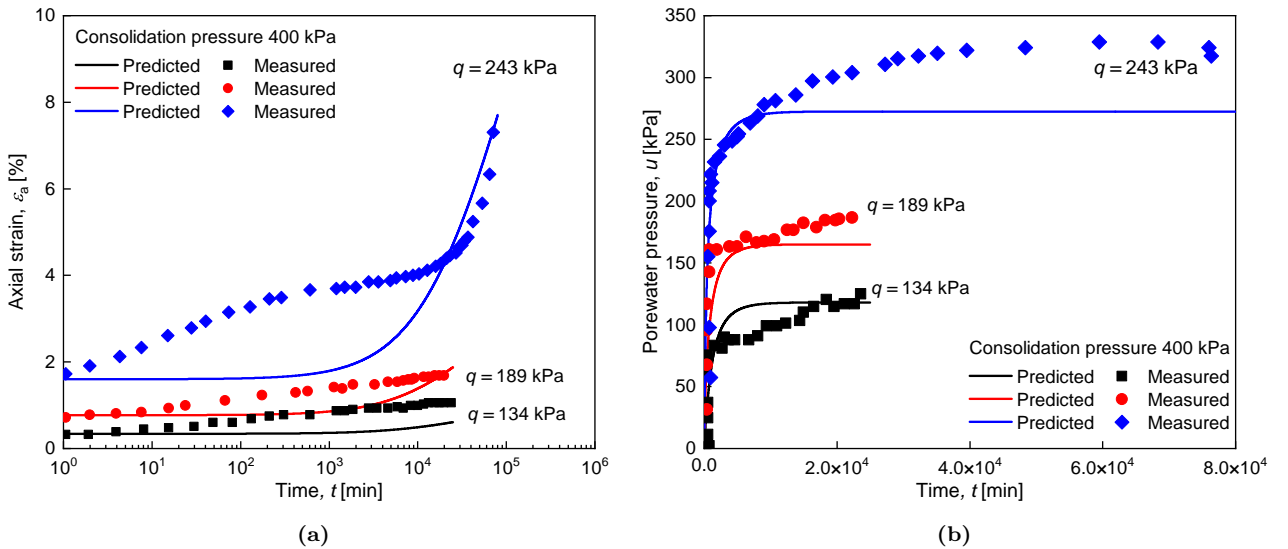 10
8
6
4
2
0
Axial strain, εa [%]
Consolidation pressure 400 kPa
Predicted Measured
Predicted Measured
Predicted Measured
q = 243 kPa
q = 189 kPa
q = 134 kPa
10^0 10^1 10^2 10^3 10^4 10^5 10^6
Time, t [min]
(a)
350
300
250
200
150
100
50
0
Porewater pressure, u [kPa]
q = 243 kPa
q = 189 kPa
q = 134 kPa
Consolidation pressure 400 kPa
Predicted Measured
Predicted Measured
Predicted Measured
0.0 2.0×10^4 4.0×10^4 6.0×10^4 8.0×10^4
Time, t [min]
(b)